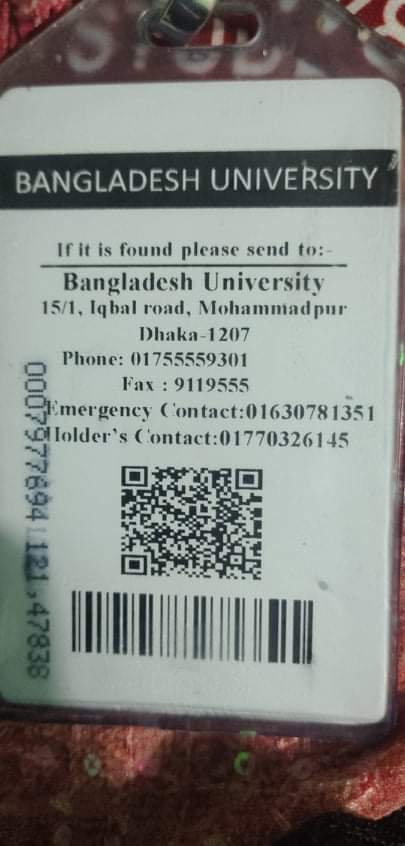 BANGLADESH UNIVERSITY
If it is found please send to:-
Bangladesh University
15/1, Iqbal road, Mohammadpur
Dhaka-1207
Phone: 01755559301
Fax : 9119555
Emergency Contact:01630781351
Holder's Contact:01770326145
0007977894 121,47838